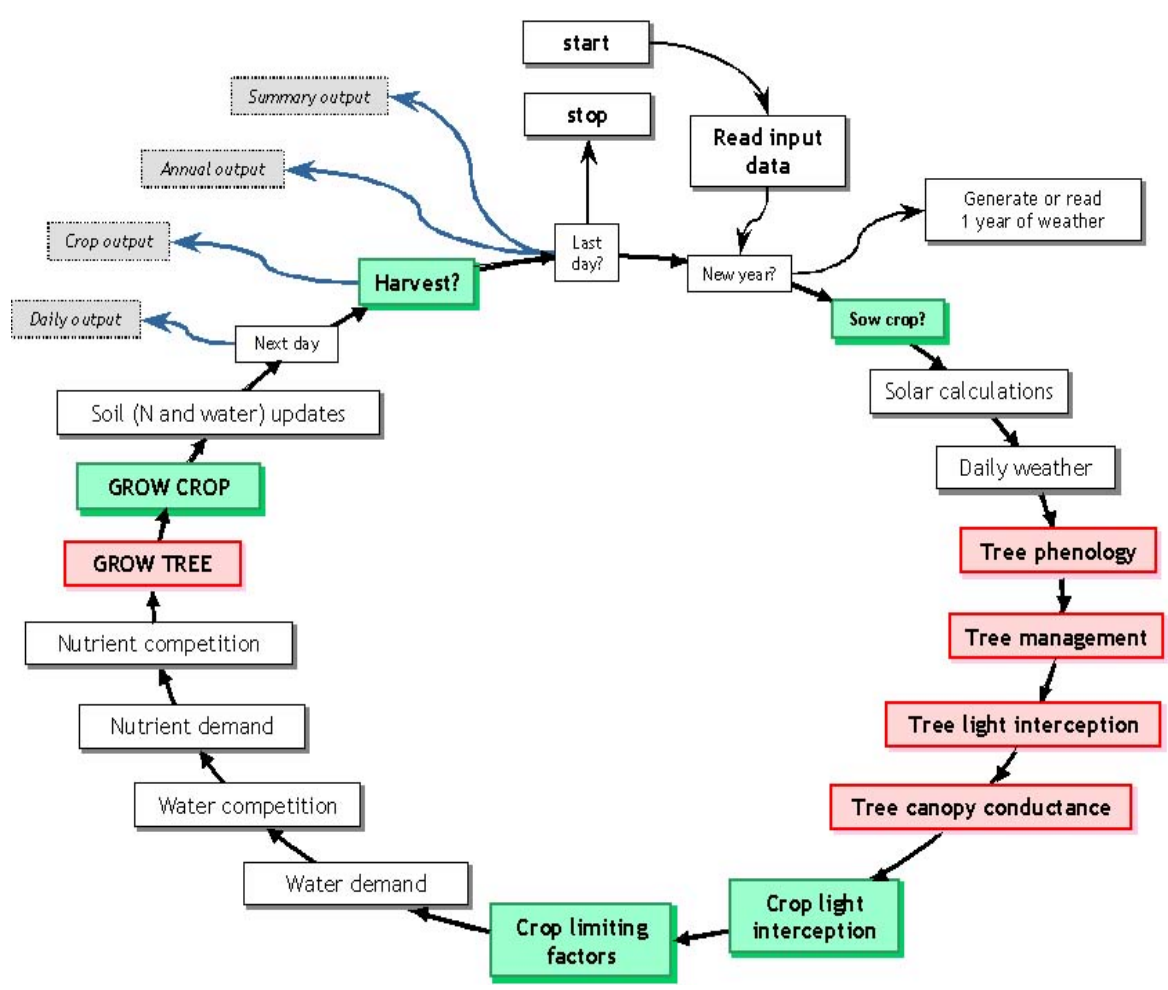 start
Summary output
stop
Read input
data
Annual output
Generate or read
1 year of weather
Crop output
Last
day?
Harvest?
New year?
Daily output
Sow crop?
Next day
Solar calculations
Soil (N and water) updates
Daily weather
GROW CROP
Tree phenology
GROW TREE
Tree management
Nutrient competition
Tree light interception
Nutrient demand
Water competition
Tree canopy conductance
Water demand
Crop light
interception
Crop limiting
factors